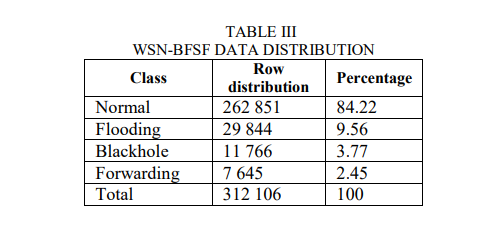 TABLE III
WSN-BFSF DATA DISTRIBUTION
Class Row distribution Percentage
Normal 262 851 84.22
Flooding 29 844 9.56
Blackhole 11 766 3.77
Forwarding 7 645 2.45
Total 312 106 100